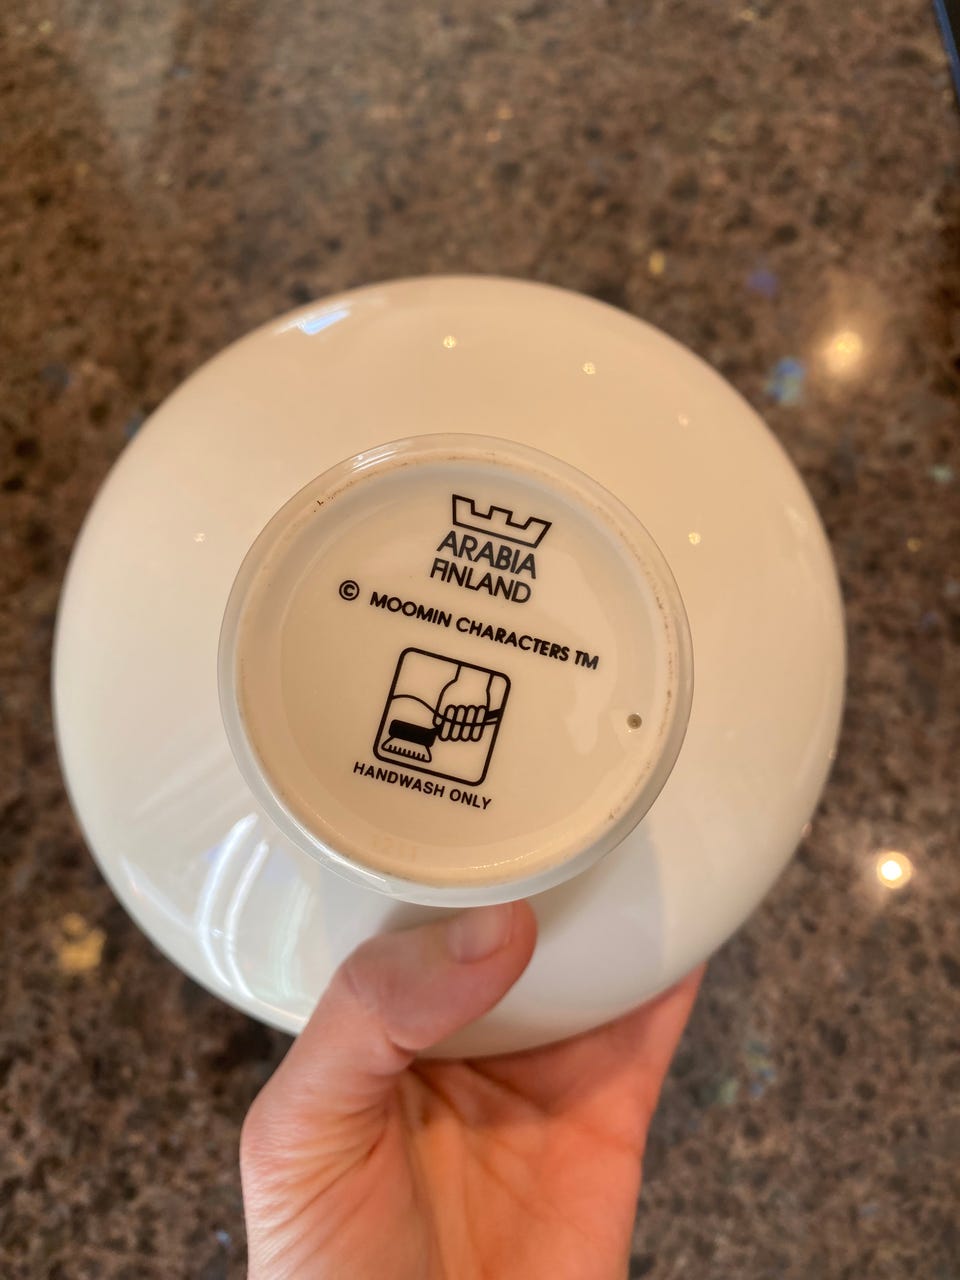 ARABIA
FINLAND
© MOOMIN CHARACTERS TM
HANDWASH ONLY